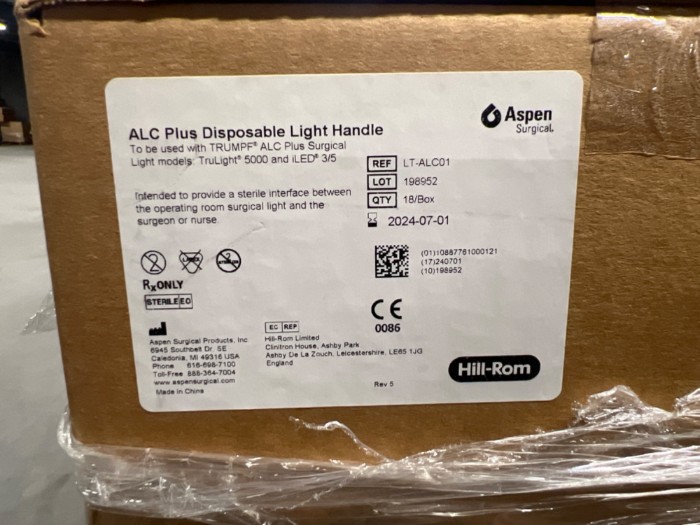 Aspen
Surgical.
ALC Plus Disposable Light Handle
To be used with TRUMPF® ALC Plus Surgical
Light models: TruLight® 5000 and iLED® 3/5
Intended to provide a sterile interface between
the operating room surgical light and the
surgeon or nurse.
REF LT-ALC01
LOT 198952
QTY 18/Box
2024-07-01
(01)10887761000121
(17)240701
(10)198952
2
RxONLY
STERILE EO
CE
0086
Aspen Surgical Products, Inc
6945 Southbelt Dr. SE
Caledonia, MI 49316 USA
Phone 616-698-7100
Toll-Free 888-364-7004
www.aspensurgical.com
Made in China
EC REP
Hill-Rom Limited
Clinitron House, Ashby Park
Ashby De La Zouch, Leicestershire, LE65 1JG
England
Rev 5
Hill-Rom